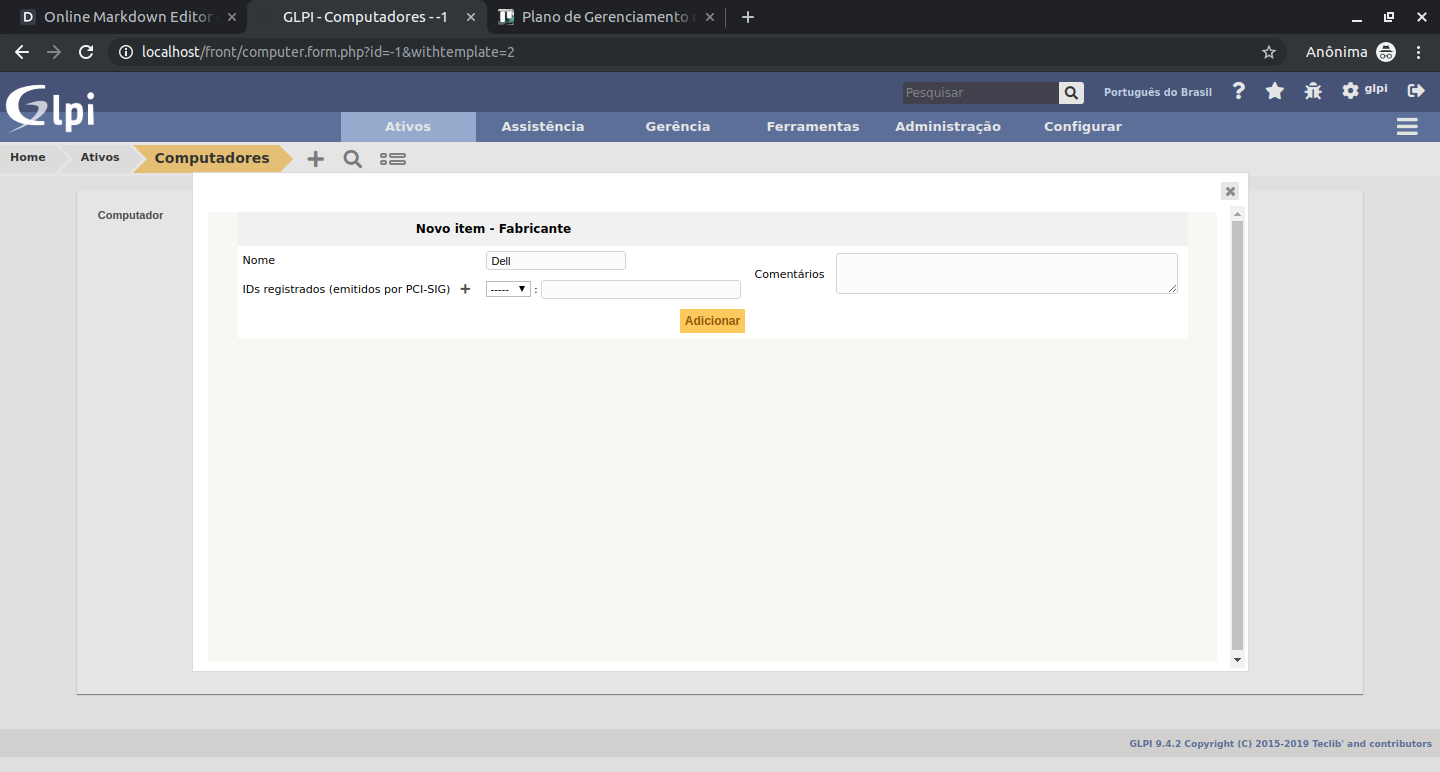 D Online Markdown Editor
GLPI - Computadores - -1
Plano de Gerenciamento
localhost/front/computer.form.php?id=-1&withtemplate=2
Anônima
Glpi
Pesquisar
Português do Brasil
glpi
Ativos
Assistência
Gerência
Ferramentas
Administração
Configurar
Home
Ativos
Computadores
Computador
Novo item - Fabricante
Nome
Dell
Comentários
IDs registrados (emitidos por PCI-SIG)
----- :
Adicionar
GLPI 9.4.2 Copyright (C) 2015-2019 Teclib' and contributors